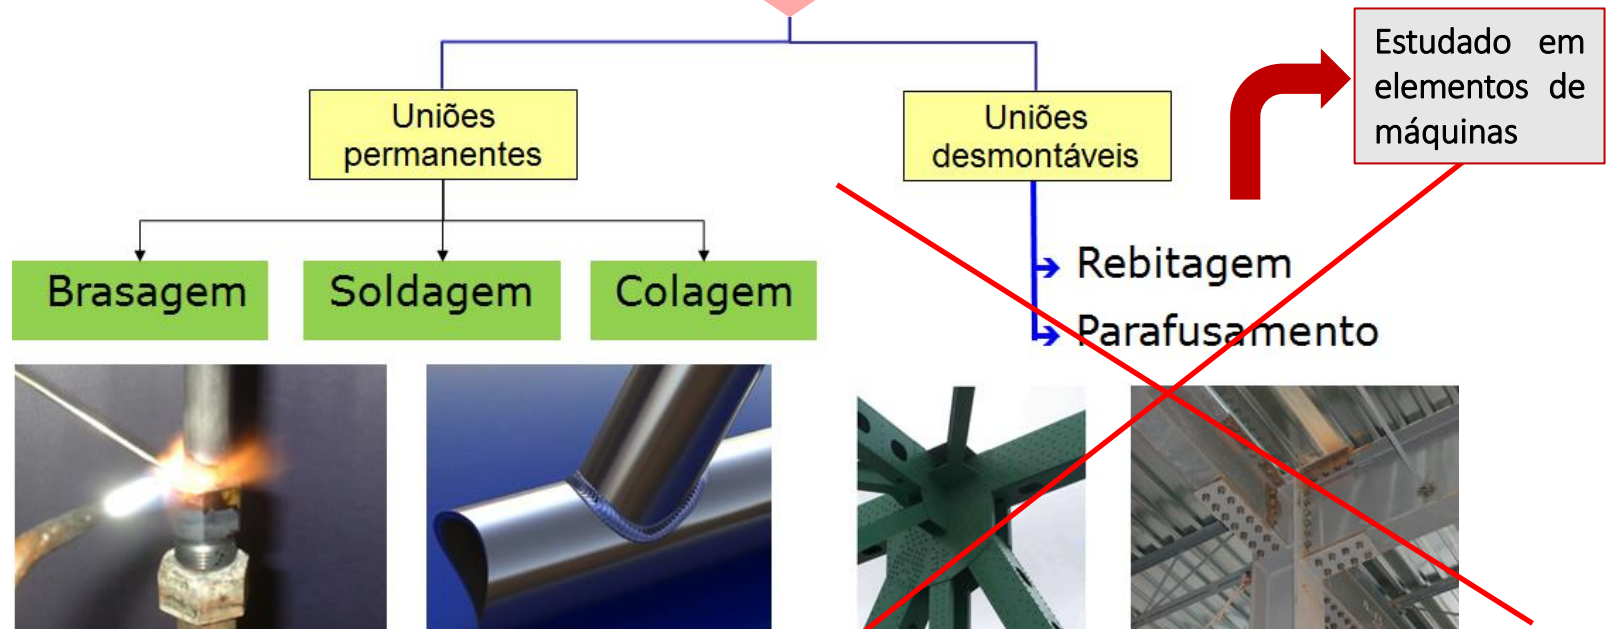 Estudado em
elementos de
máquinas
Uniões
permanentes
Uniões
desmontáveis
Brasagem
Soldagem
Colagem
Rebitagem
Parafusamento